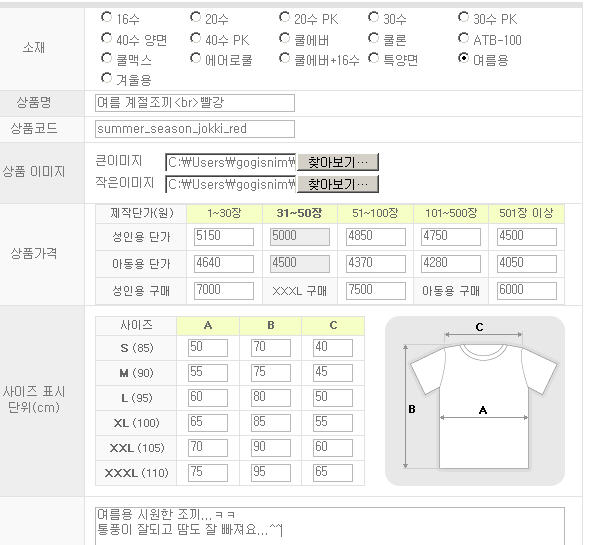 소재
16수 20수 20수 PK 30수 30수 PK
40수 양면 40수 PK 쿨에버 쿨론 ATB-100
쿨맥스 에어로쿨 쿨에버+16수 특양면 여름용
겨울용
상품명 여름 계절조끼<br>빨강
상품코드 summer_season_jokki_red
상품 이미지
큰이미지 C:₩Users₩gogisnim₩ 찾아보기...
작은이미지 C:₩Users₩gogisnim₩ 찾아보기...
상품가격
제작단가(원) 1~30장 31~50장 51~100장 101~500장 501장 이상
성인용 단가 5150 5000 4850 4750 4500
아동용 단가 4640 4500 4370 4280 4050
성인용 구매 7000 XXXL 구매 7500 아동용 구매 6000
사이즈 표시
단위(cm)
사이즈 A B C
S (85) 50 70 40
M (90) 55 75 45
L (95) 60 80 50
XL (100) 65 85 55
XXL (105) 70 90 60
XXXL (110) 75 95 65
C
B
A
여름용 시원한 조끼...ㅋㅋ
통풍이 잘되고 땀도 잘 빠져요...^^